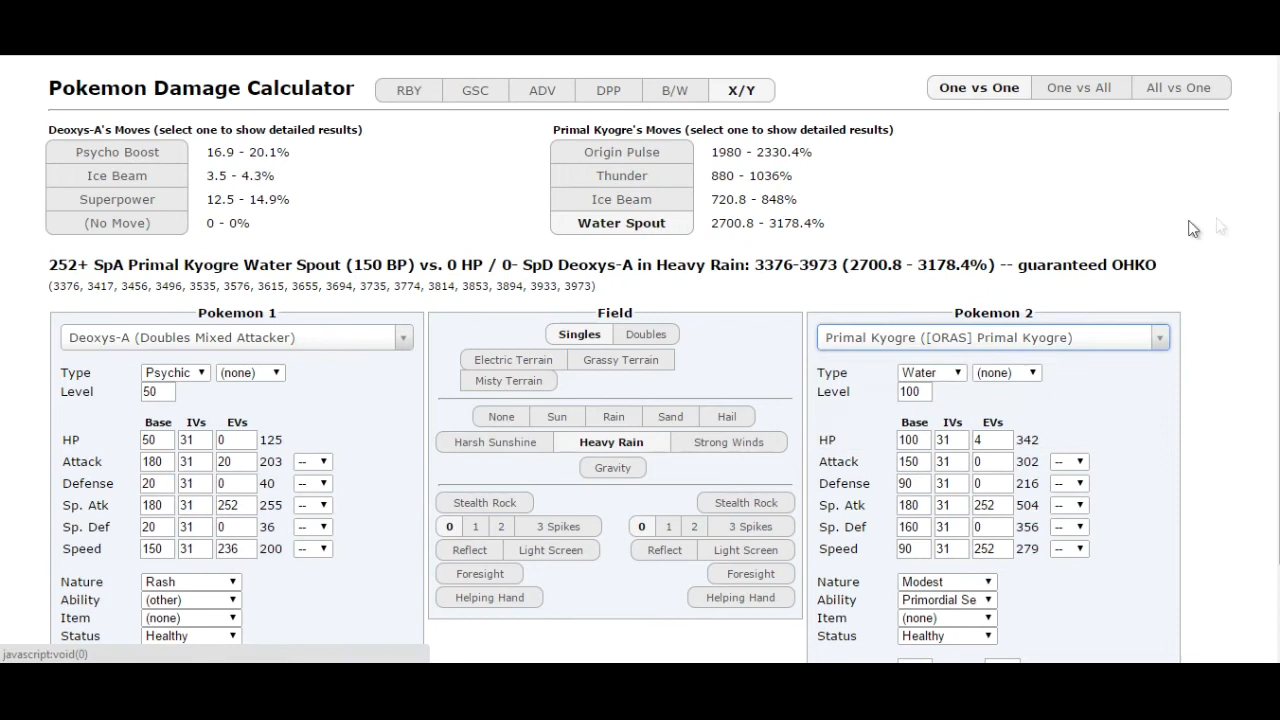 Pokemon Damage Calculator RBY GSC ADV DPP B/W X/Y One vs One One vs All All vs One
Deoxys-A's Moves (select one to show detailed results) Primal Kyogre's Moves (select one to show detailed results)
Psycho Boost 16.9 - 20.1% Origin Pulse 1980 - 2330.4%
Ice Beam 3.5 - 4.3% Thunder 880 - 1036%
Superpower 12.5 - 14.9% Ice Beam 720.8 - 848%
(No Move) 0 - 0% Water Spout 2700.8 - 3178.4%
252+ SpA Primal Kyogre Water Spout (150 BP) vs. 0 HP / 0- SpD Deoxys-A in Heavy Rain: 3376-3973 (2700.8 - 3178.4%) -- guaranteed OHKO
(3376, 3417, 3456, 3496, 3535, 3576, 3615, 3655, 3694, 3735, 3774, 3814, 3853, 3894, 3933, 3973)
Pokemon 1
Deoxys-A (Doubles Mixed Attacker)
Type Psychic (none)
Level 50
Base IVs EVs
HP 50 31 0 125
Attack 180 31 20 203 --
Defense 20 31 0 40 --
Sp. Atk 180 31 252 255 --
Sp. Def 20 31 0 36 --
Speed 150 31 236 200 --
Nature Rash
Ability (other)
Item (none)
Status Healthy
Field
Singles Doubles
Electric Terrain Grassy Terrain
Misty Terrain
None Sun Rain Sand Hail
Harsh Sunshine Heavy Rain Strong Winds
Gravity
Stealth Rock Stealth Rock
0 1 2 3 Spikes 0 1 2 3 Spikes
Reflect Light Screen Reflect Light Screen
Foresight Foresight
Helping Hand Helping Hand
Pokemon 2
Primal Kyogre ([ORAS] Primal Kyogre)
Type Water (none)
Level 100
Base IVs EVs
HP 100 31 4 342
Attack 150 31 0 302 --
Defense 90 31 0 216 --
Sp. Atk 180 31 252 504 --
Sp. Def 160 31 0 356 --
Speed 90 31 252 279 --
Nature Modest
Ability Primordial Se
Item (none)
Status Healthy
javascript:void(0)